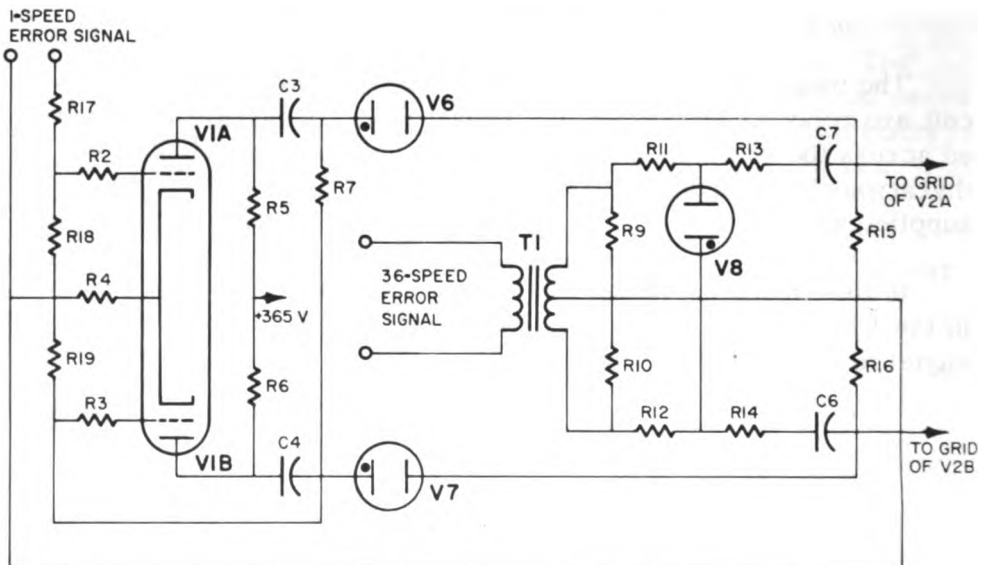 1-SPEED
ERROR SIGNAL
R17
V1A
R2
C3
V6
R7
R5
R18
R4
+365 V
R19
R6
R3
V1B
C4
V7
36-SPEED
ERROR
SIGNAL
T1
R11
R13
C7
TO GRID
OF V2A
R9
V8
R15
R10
R16
R12
R14
C6
TO GRID
OF V2B